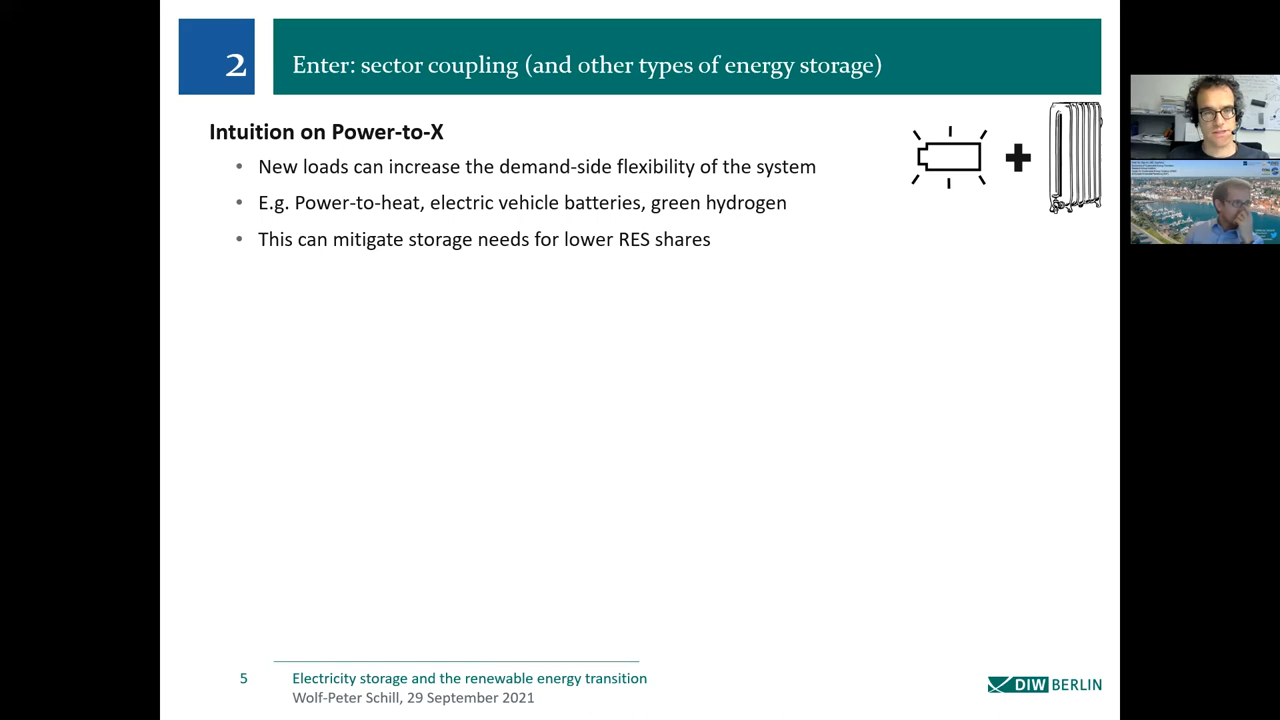 2
Enter: sector coupling (and other types of energy storage)
Intuition on Power-to-X
• New loads can increase the demand-side flexibility of the system
• E.g. Power-to-heat, electric vehicle batteries, green hydrogen
• This can mitigate storage needs for lower RES shares
5
Electricity storage and the renewable energy transition
Wolf-Peter Schill, 29 September 2021
DIW BERLIN